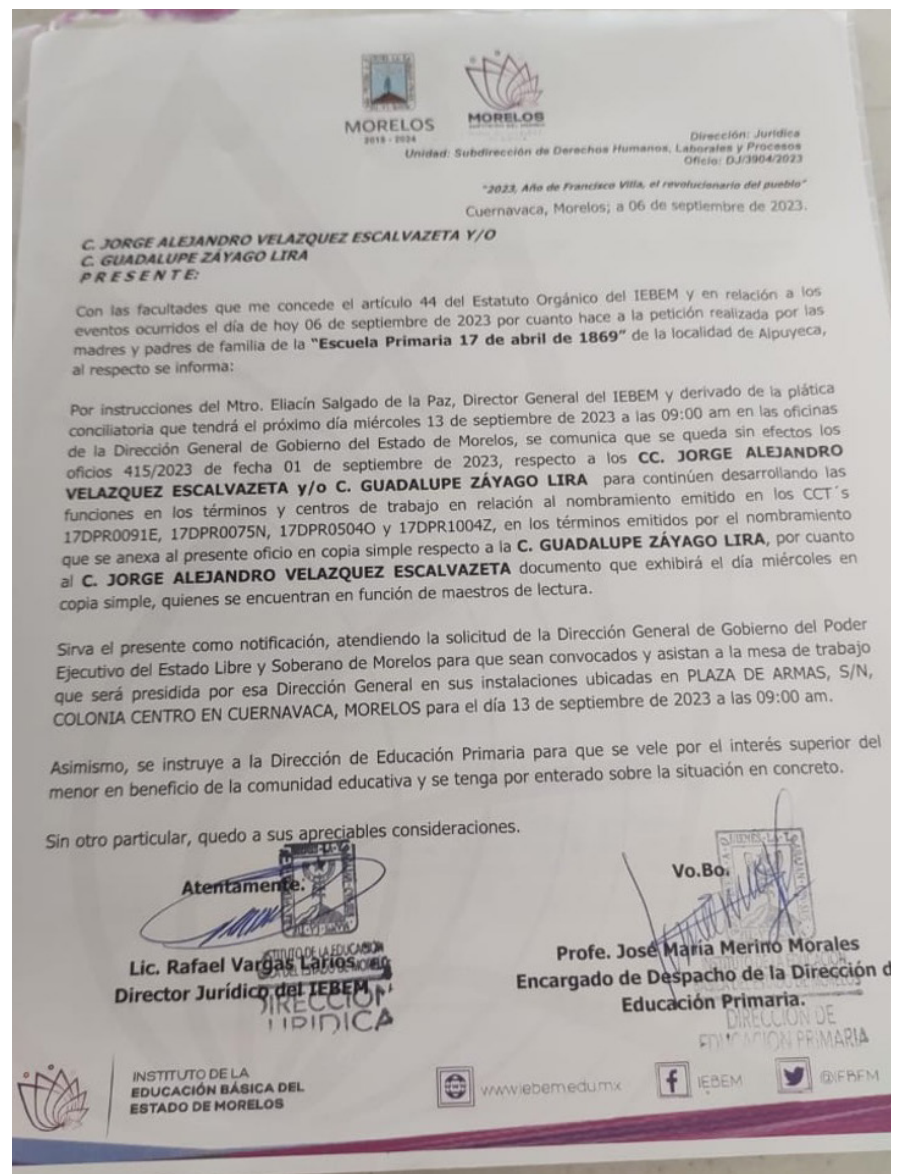 MORELOS
2018 - 2024
MORELOS
Dirección: Jurídica
Unidad: Subdirección de Derechos Humanos, Laborales y Procesos
Oficio: DJ/3904/2023
"2023, Año de Francisco Villa, el revolucionario del pueblo"
Cuernavaca, Morelos; a 06 de septiembre de 2023.
C. JORGE ALEJANDRO VELAZQUEZ ESCALVAZETA Y/O
C. GUADALUPE ZÁYAGO LIRA
P R E S E N T E:
Con las facultades que me concede el artículo 44 del Estatuto Orgánico del IEBEM y en relación a los
eventos ocurridos el día de hoy 06 de septiembre de 2023 por cuanto hace a la petición realizada por las
madres y padres de familia de la "Escuela Primaria 17 de abril de 1869" de la localidad de Alpuyeca,
al respecto se informa:
Por instrucciones del Mtro. Eliacín Salgado de la Paz, Director General del IEBEM y derivado de la plática
conciliatoria que tendrá el próximo día miércoles 13 de septiembre de 2023 a las 09:00 am en las oficinas
de la Dirección General de Gobierno del Estado de Morelos, se comunica que se queda sin efectos los
oficios 415/2023 de fecha 01 de septiembre de 2023, respecto a los CC. JORGE ALEJANDRO
VELAZQUEZ ESCALVAZETA y/o C. GUADALUPE ZÁYAGO LIRA para continúen desarrollando las
funciones en los términos y centros de trabajo en relación al nombramiento emitido en los CCT´s
17DPR0091E, 17DPR0075N, 17DPR0504O y 17DPR1004Z, en los términos emitidos por el nombramiento
que se anexa al presente oficio en copia simple respecto a la C. GUADALUPE ZÁYAGO LIRA, por cuanto
al C. JORGE ALEJANDRO VELAZQUEZ ESCALVAZETA documento que exhibirá el día miércoles en
copia simple, quienes se encuentran en función de maestros de lectura.
Sirva el presente como notificación, atendiendo la solicitud de la Dirección General de Gobierno del Poder
Ejecutivo del Estado Libre y Soberano de Morelos para que sean convocados y asistan a la mesa de trabajo
que será presidida por esa Dirección General en sus instalaciones ubicadas en PLAZA DE ARMAS, S/N,
COLONIA CENTRO EN CUERNAVACA, MORELOS para el día 13 de septiembre de 2023 a las 09:00 am.
Asimismo, se instruye a la Dirección de Educación Primaria para que se vele por el interés superior del
menor en beneficio de la comunidad educativa y se tenga por enterado sobre la situación en concreto.
Sin otro particular, quedo a sus apreciables consideraciones.
Atentamente.
Lic. Rafael Vargas Larios
Director Jurídico del IEBEM
DIRECCIÓN
JURIDICA
Vo.Bo.
Profe. José María Merino Morales
Encargado de Despacho de la Dirección d
Educación Primaria.
DIRECCIÓN DE
EDUCACIÓN PRIMARIA
INSTITUTO DE LA
EDUCACIÓN BÁSICA DEL
ESTADO DE MORELOS
www.iebem.edu.mx
IEBEM
@IEBEM